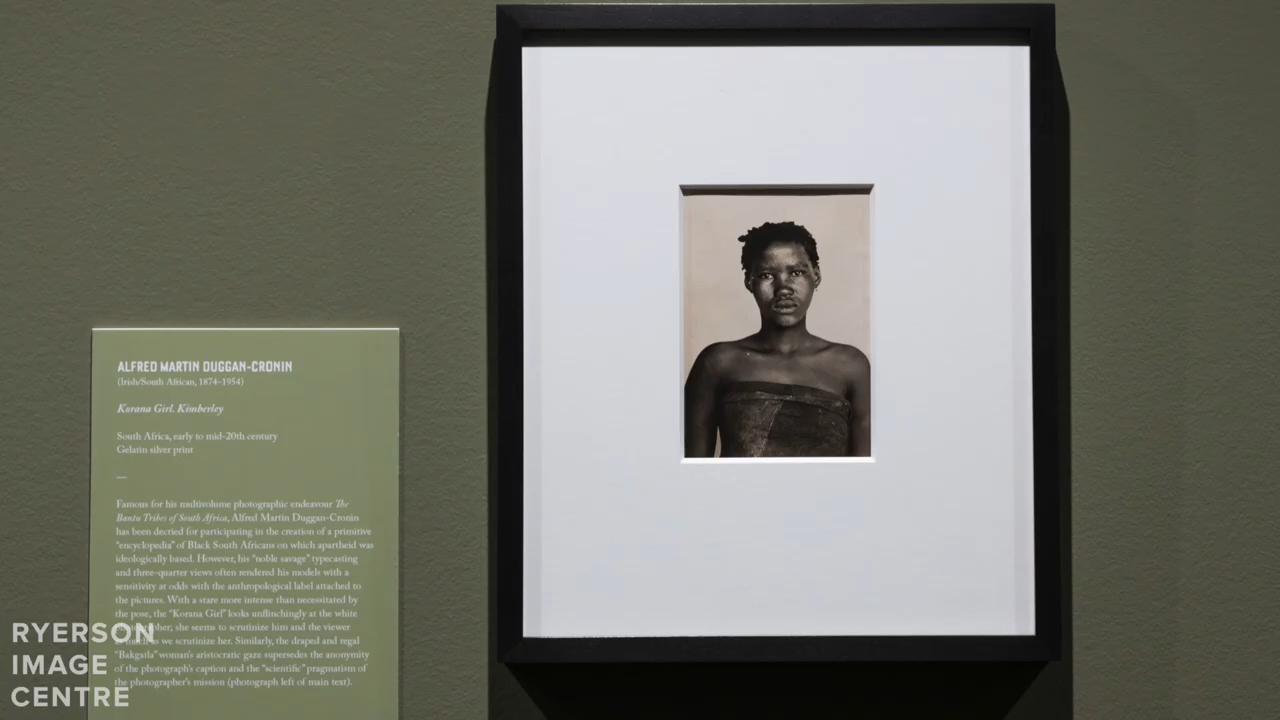 ALFRED MARTIN DUGGAN-CRONIN
(Irish/South African, 1874–1954)
Korana Girl. Kimberley
South Africa, early to mid-20th century
Gelatin silver print
—
Famous for his multivolume photographic endeavour The
Bantu Tribes of South Africa, Alfred Martin Duggan-Cronin
has been decried for participating in the creation of a primitive
“encyclopedia” of Black South Africans on which apartheid was
ideologically based. However, his “noble savage” typecasting
and three-quarter views often rendered his models with a
sensitivity at odds with the anthropological label attached to
the pictures. With a stare more intense than necessitated by
the pose, the “Korana Girl” looks unflinchingly at the white
photographer; she seems to scrutinize him and the viewer
as much as we scrutinize her. Similarly, the draped and regal
“Bakgatla” woman's aristocratic gaze supersedes the anonymity
of the photograph's caption and the “scientific” pragmatism of
the photographer's mission (photograph left of main text).
RYERSON
IMAGE
CENTRE